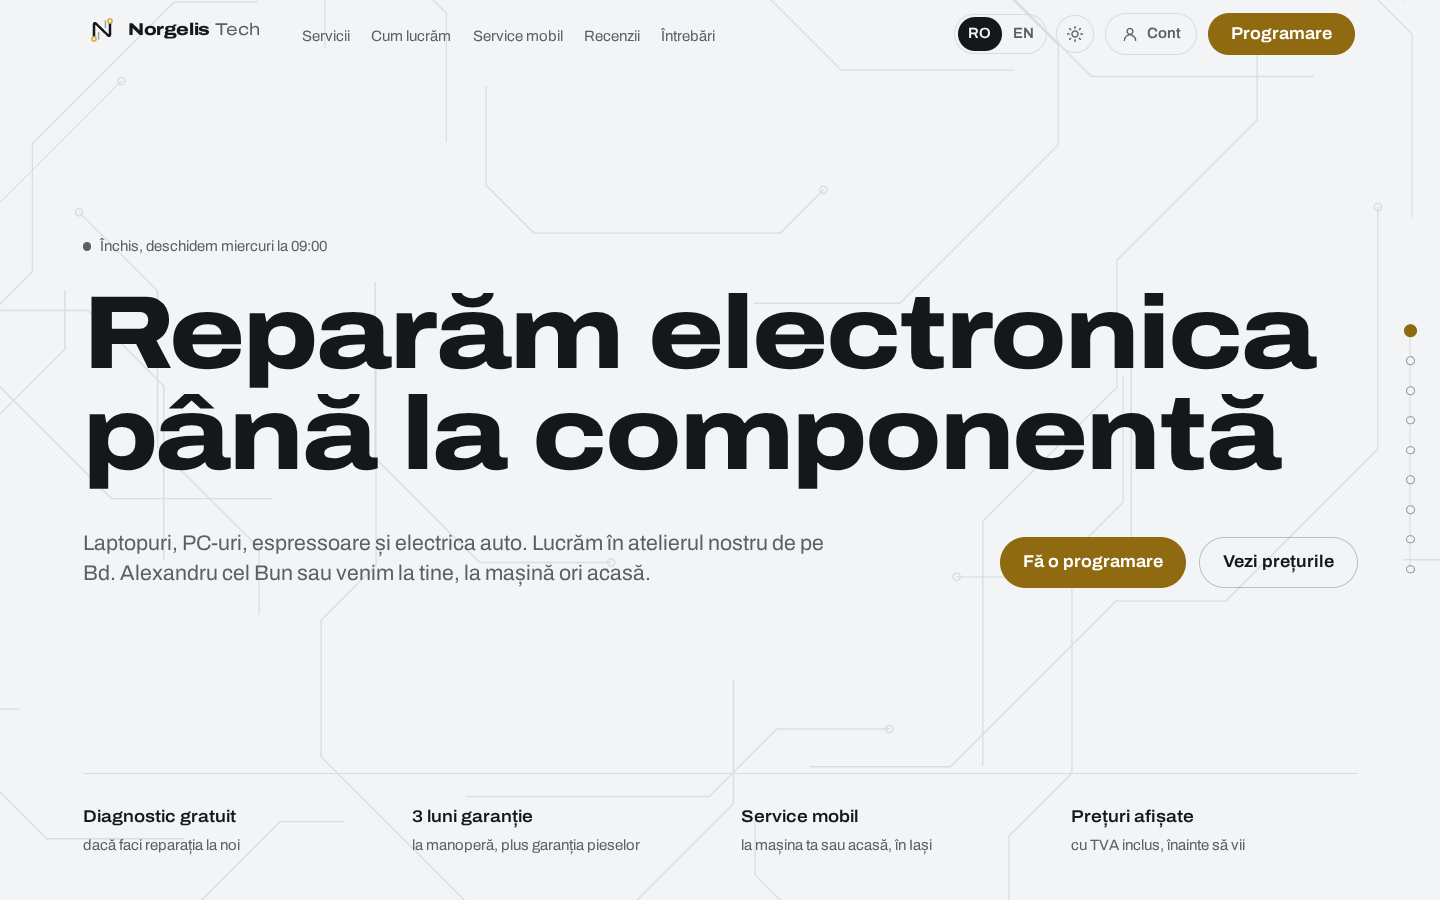 Norgelis Tech
Servicii
Cum lucrăm
Service mobil
Recenzii
Întrebări
RO
EN
Cont
Programare
Închis, deschidem miercuri la 09:00
Reparăm electronica
până la componentă
Laptopuri, PC-uri, espressoare și electrica auto. Lucrăm în atelierul nostru de pe
Bd. Alexandru cel Bun sau venim la tine, la mașină ori acasă.
Fă o programare
Vezi prețurile
Diagnostic gratuit
dacă faci reparația la noi
3 luni garanție
la manoperă, plus garanția pieselor
Service mobil
la mașina ta sau acasă, în Iași
Prețuri afișate
cu TVA inclus, înainte să vii